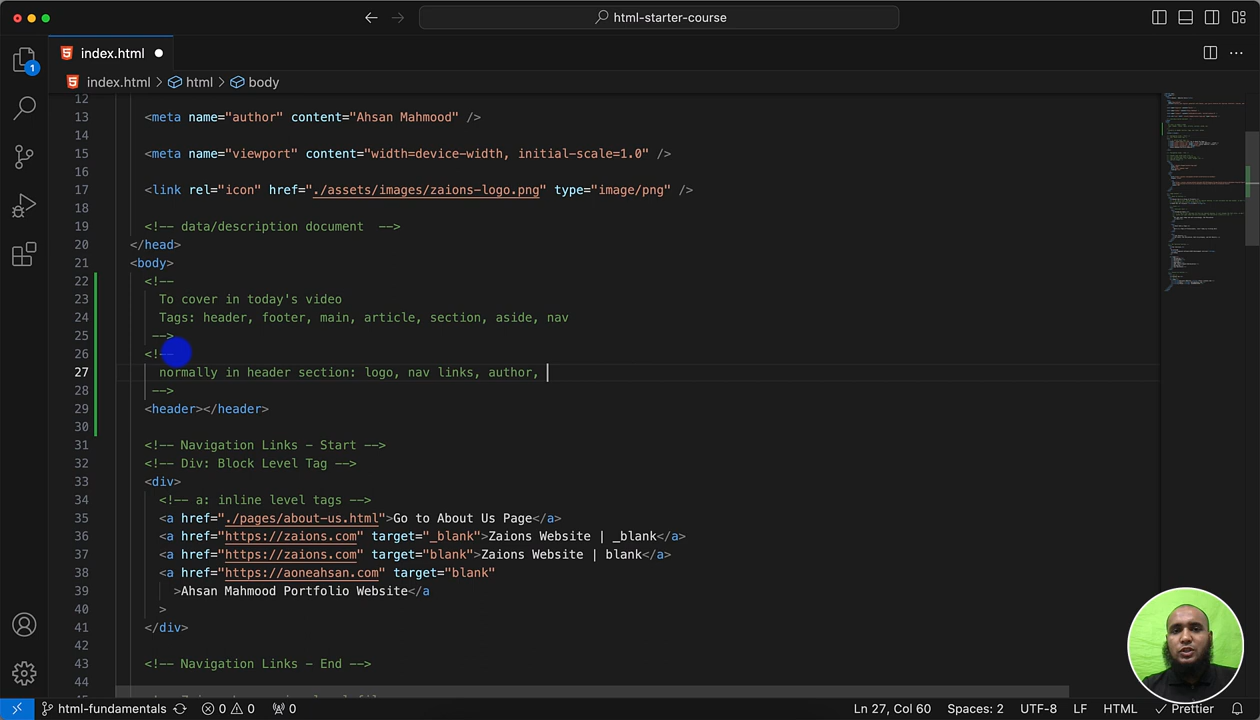 html-starter-course
index.html
index.html > html > body
1
12
13 <meta name="author" content="Ahsan Mahmood" />
14
15 <meta name="viewport" content="width=device-width, initial-scale=1.0" />
16
17 <link rel="icon" href="./assets/images/zaions-logo.png" type="image/png" />
18
19 <!-- data/description document  -->
20 </head>
21 <body>
22 <!--
23 To cover in today's video
24 Tags: header, footer, main, article, section, aside, nav
25 -->
26 <!--
27 normally in header section: logo, nav links, author,
28 -->
29 <header></header>
30
31 <!-- Navigation Links - Start -->
32 <!-- Div: Block Level Tag -->
33 <div>
34 <!-- a: inline level tags -->
35 <a href="./pages/about-us.html">Go to About Us Page</a>
36 <a href="https://zaions.com" target="_blank">Zaions Website | _blank</a>
37 <a href="https://zaions.com" target="blank">Zaions Website | blank</a>
38 <a href="https://aoneahsan.com" target="blank"
39 >Ahsan Mahmood Portfolio Website</a
40 >
41 </div>
42
43 <!-- Navigation Links - End -->
44
html-fundamentals 0 0 0 Ln 27, Col 60 Spaces: 2 UTF-8 LF HTML Prettier